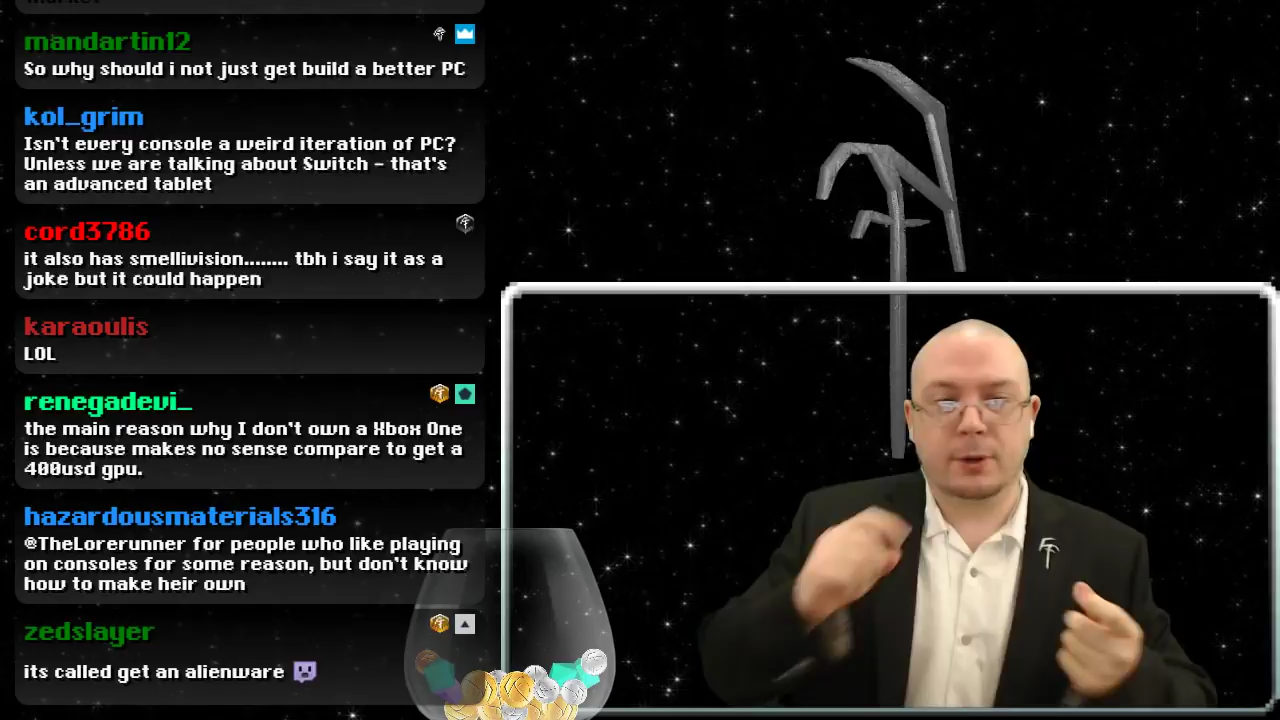 mandartin12
So why should i not just get build a better PC
kol_grim
Isn't every console a weird iteration of PC?
Unless we are talking about Switch - that's
an advanced tablet
cord3786
it also has smellivision........ tbh i say it as a
joke but it could happen
karaoulis
LOL
renegadevi_
the main reason why I don't own a Xbox One
is because makes no sense compare to get a
400usd gpu.
hazardousmaterials316
@TheLorerunner for people who like playing
on consoles for some reason, but don't know
how to make heir own
zedslayer
its called get an alienware